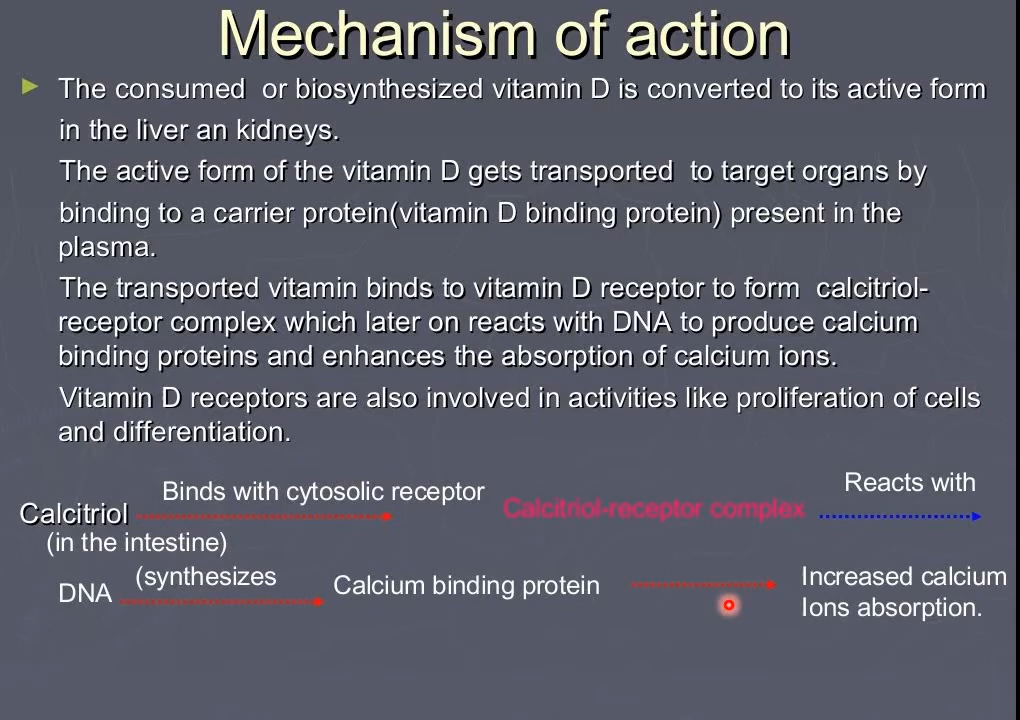 Mechanism of action
The consumed or biosynthesized vitamin D is converted to its active form
in the liver an kidneys.
The active form of the vitamin D gets transported to target organs by
binding to a carrier protein(vitamin D binding protein) present in the
plasma.
The transported vitamin binds to vitamin D receptor to form calcitriol-
receptor complex which later on reacts with DNA to produce calcium
binding proteins and enhances the absorption of calcium ions.
Vitamin D receptors are also involved in activities like proliferation of cells
and differentiation.
Reacts with
Binds with cytosolic receptor
Calcitriol
Calcitriol-receptor complex
(in the intestine)
(synthesizes
DNA
Calcium binding protein
Increased calcium
Ions absorption.